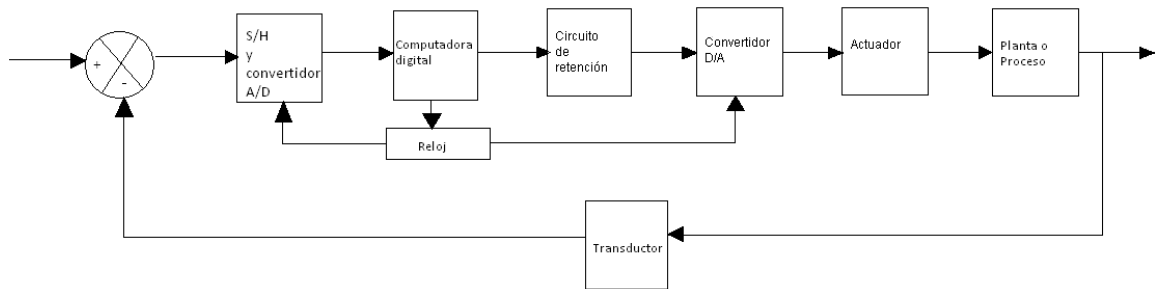 +
-
S/H
y
convertidor
A/D
Computadora
digital
Circuito
de
retención
Convertidor
D/A
Actuador
Planta o
Proceso
Reloj
Transductor